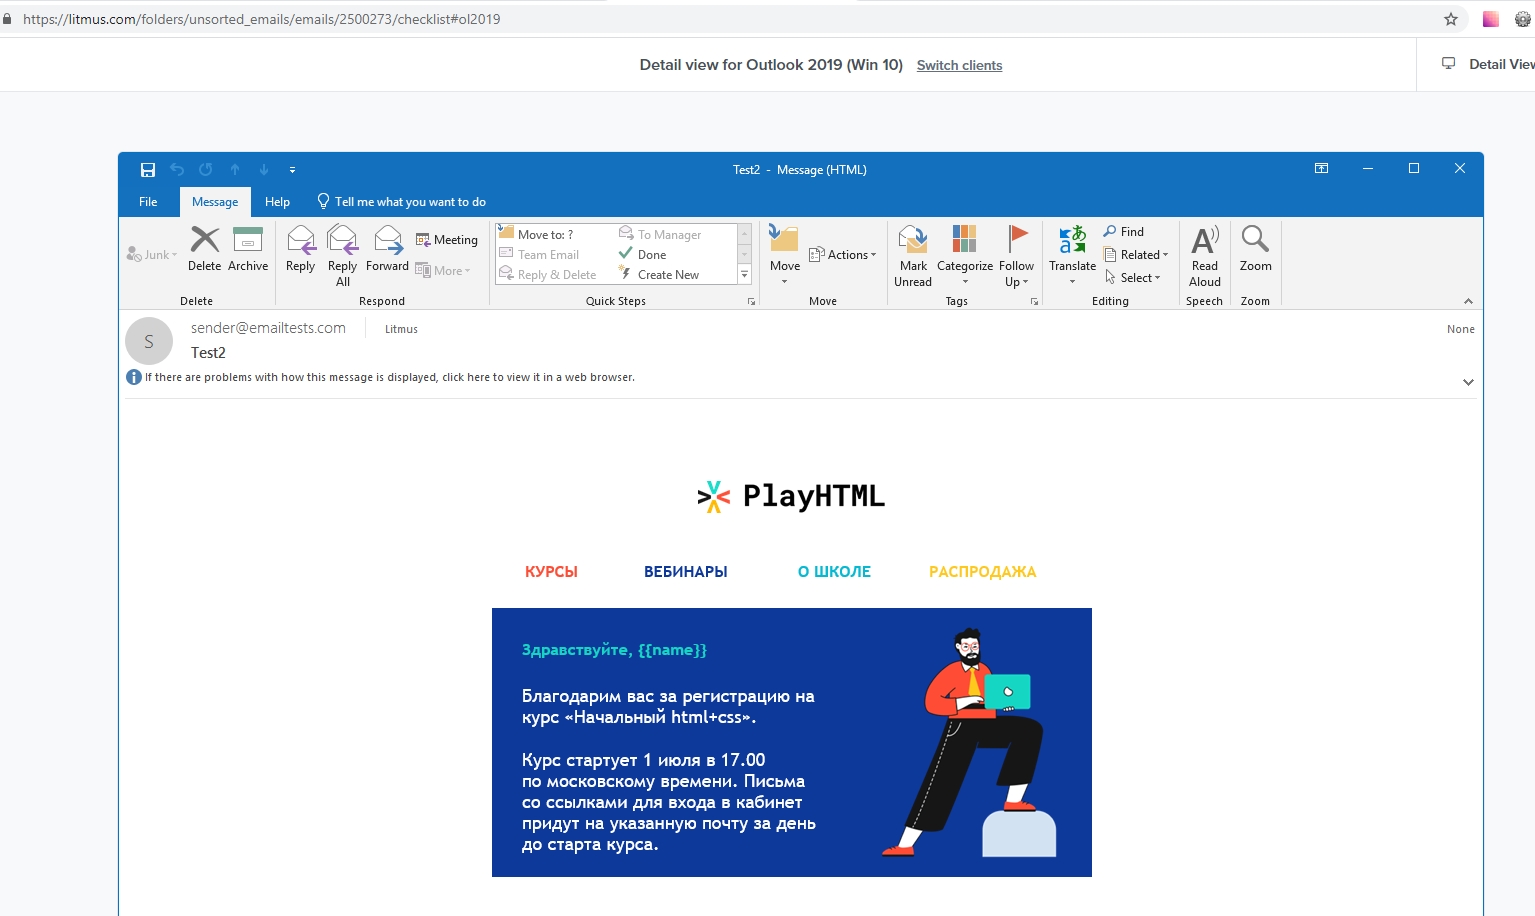 https://litmus.com/folders/unsorted_emails/emails/2500273/checklist#ol2019
Detail view for Outlook 2019 (Win 10) Switch clients
Detail View
Test2 - Message (HTML)
File Message Help Tell me what you want to do
Junk
Delete
Archive
Delete
Reply
Reply All
Forward
Meeting
More
Respond
Move to: ?
Team Email
Reply & Delete
To Manager
Done
Create New
Quick Steps
Move
Actions
Move
Mark Unread
Categorize
Follow Up
Tags
Translate
Find
Related
Select
Editing
Read Aloud
Speech
Zoom
Zoom
S
sender@emailtests.com Litmus
None
Test2
If there are problems with how this message is displayed, click here to view it in a web browser.
PlayHTML
КУРСЫ ВЕБИНАРЫ О ШКОЛЕ РАСПРОДАЖА
Здравствуйте, {{name}}
Благодарим вас за регистрацию на
курс «Начальный html+css».
Курс стартует 1 июля в 17.00
по московскому времени. Письма
со ссылками для входа в кабинет
придут на указанную почту за день
до старта курса.